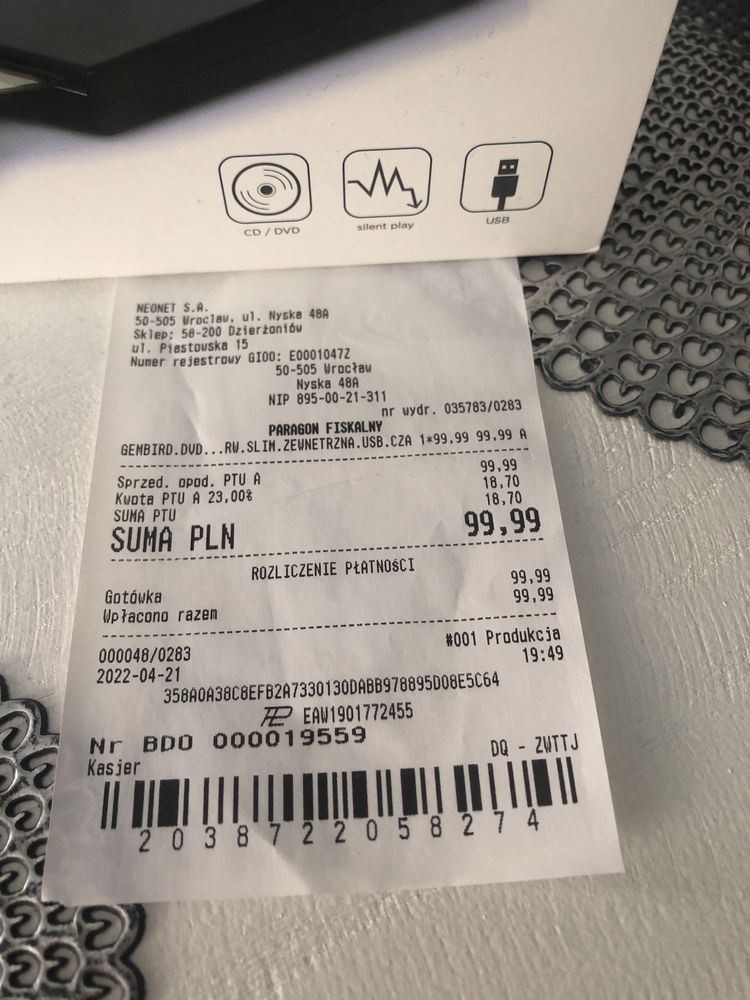 CD / DVD
silent play
USB
NEONET S.A.
50-505 Wroclaw, ul. Nyska 48A
Sklep: 58-200 Dzierżoniów
ul. Piastowska 15
Numer rejestrowy GIOŚ: E0001047Z
50-505 Wrocław
Nyska 48A
NIP 895-00-21-311
nr wydr. 035783/0283
PARAGON FISKALNY
GEMBIRD.DVD...RW.SLIM.ZEWNETRZNA.USB.CZA 1*99,99 99,99 A
Sprzed. opod. PTU A 99,99
Kwota PTU A 23,00% 18,70
SUMA PTU 18,70
SUMA PLN 99,99
ROZLICZENIE PŁATNOŚCI
Gotówka 99,99
Wpłacono razem 99,99
000048/0283 #001 Produkcja
2022-04-21 19:49
358A0A38C8EFB2A7330130DABB978895D08E5C64
EAW1901772455
Nr BDO 000019559
Kasjer DQ - ZWTTJ
2038722058274